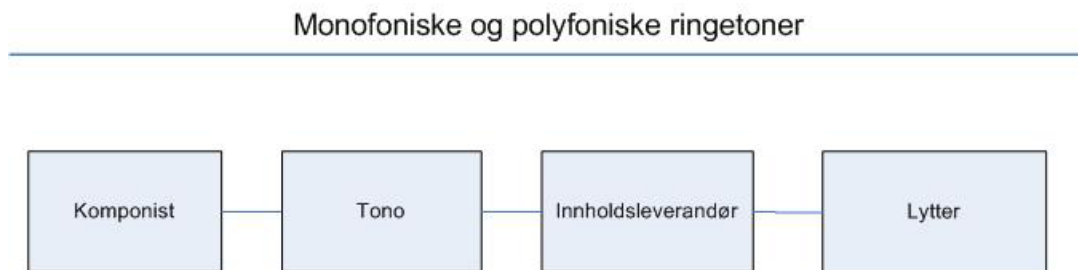 Monofoniske og polyfoniske ringetoner
Komponist
Tono
Innholdsleverandør
Lytter